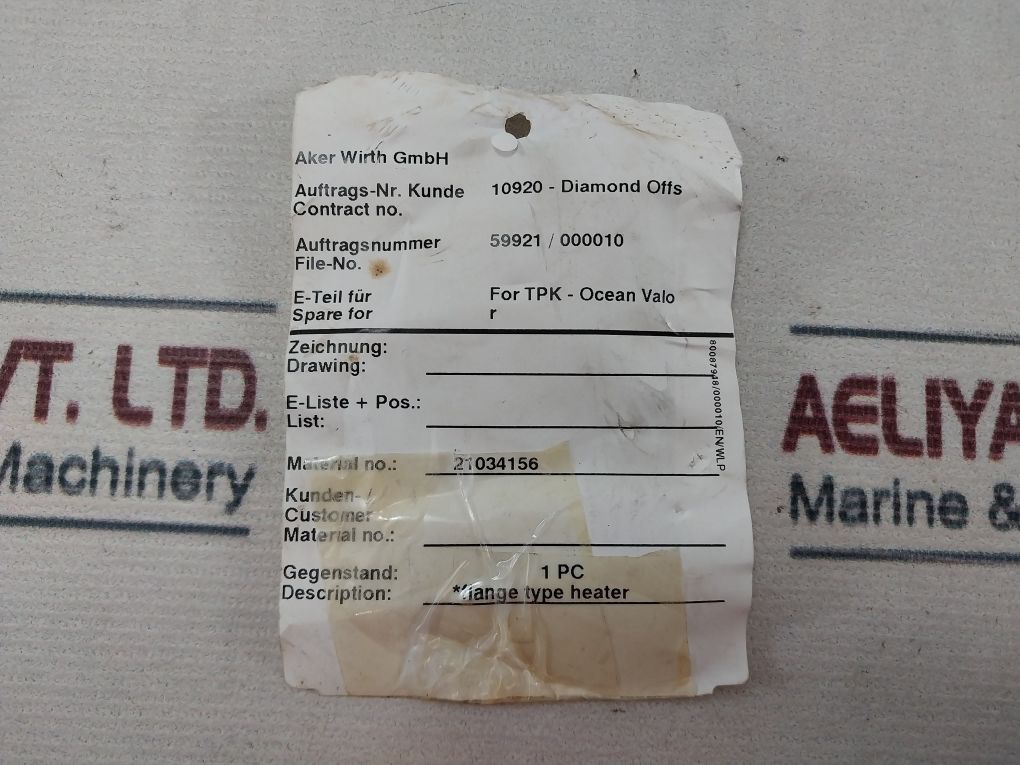 Aker Wirth GmbH
Auftrags-Nr. Kunde 10920 - Diamond Offs
Contract no.
Auftragsnummer 59921 / 000010
File-No.
E-Teil für For TPK - Ocean Valo
Spare for r
Zeichnung:
Drawing:
E-Liste + Pos.:
List:
Material no.: 21034156
Kunden- /
Customer
Material no.:
Gegenstand: 1 PC
Description: *flange type heater
80087948/000010/EN/WLP
VT. LTD.
Machinery
AELIYA
Marine &